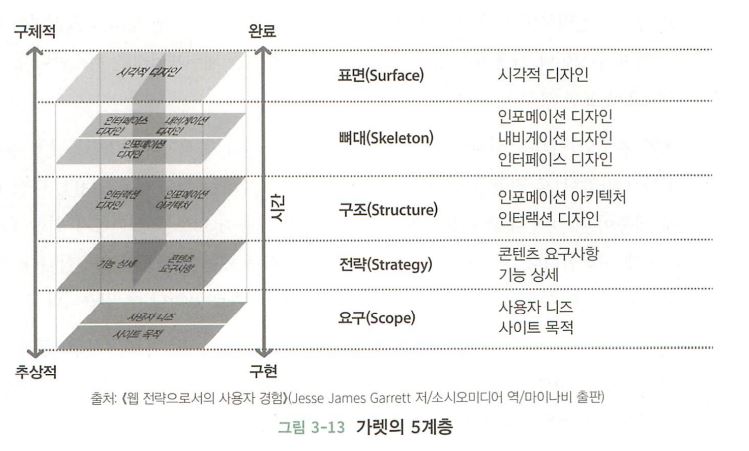 구체적
완료
시각적 디자인
표면(Surface)
시각적 디자인
인터페이스 디자인
내비게이션 디자인
인포메이션 디자인
뼈대(Skeleton)
인포메이션 디자인
내비게이션 디자인
인터페이스 디자인
시간
인터랙션 디자인
인포메이션 아키텍처
구조(Structure)
인포메이션 아키텍처
인터랙션 디자인
기능 상세
콘텐츠 요구사항
전략(Strategy)
콘텐츠 요구사항
기능 상세
사용자 니즈
사이트 목적
요구(Scope)
사용자 니즈
사이트 목적
추상적
구현
출처: 《웹 전략으로서의 사용자 경험》(Jesse James Garrett 저/소시오미디어 역/마이나비 출판)
그림 3-13 가렛의 5계층